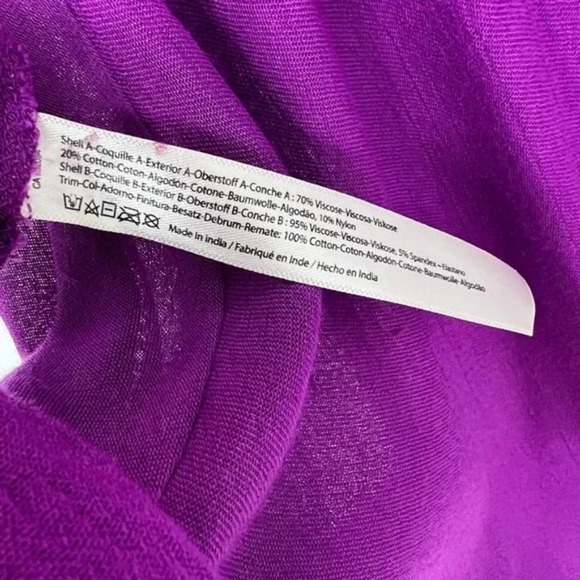 Shell A-Coquille A-Exterior A-Oberstoff A-Conche A : 70% Viscose-Viscosa-Viskose
20% Cotton-Coton-Algodón-Cotone-Baumwolle-Algodão, 10% Nylon
Shell B-Coquille B-Exterior B-Oberstoff B-Conche B : 95% Viscose-Viscosa-Viskose, 5% Spandex ~ Elastano
Trim-Col-Adorno-Finitura-Besatz-Debrum-Remate: 100% Cotton-Coton-Algodón-Cotone-Baumwolle-Algodão
Made in India / Fabriqué en Inde / Hecho en India